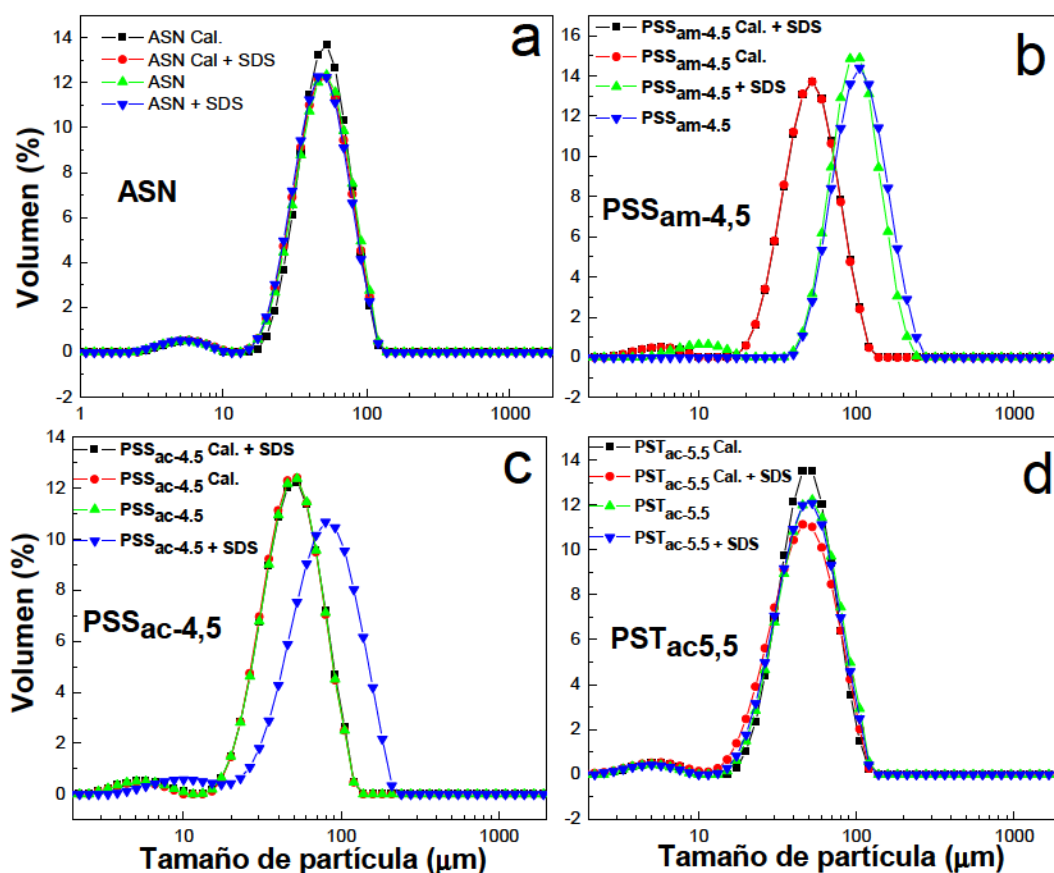 a
ASN Cal.
ASN Cal + SDS
ASN
ASN + SDS
ASN
Volumen (%)
14
12
10
8
6
4
2
0
-2
1
10
100
1000
b
PSSam-4.5 Cal. + SDS
PSSam-4.5 Cal.
PSSam-4.5 + SDS
PSSam-4.5
PSSam-4,5
16
14
12
10
8
6
4
2
0
-2
10
100
1000
c
PSSac-4.5 Cal. + SDS
PSSac-4.5 Cal.
PSSac-4.5
PSSac-4.5 + SDS
PSSac-4,5
Volumen (%)
14
12
10
8
6
4
2
0
10
100
1000
Tamaño de partícula (μm)
d
PSTac-5.5 Cal.
PSTac-5.5 Cal. + SDS
PSTac-5.5
PSTac-5.5 + SDS
PSTac5,5
14
12
10
8
6
4
2
0
-2
10
100
1000
Tamaño de partícula (μm)